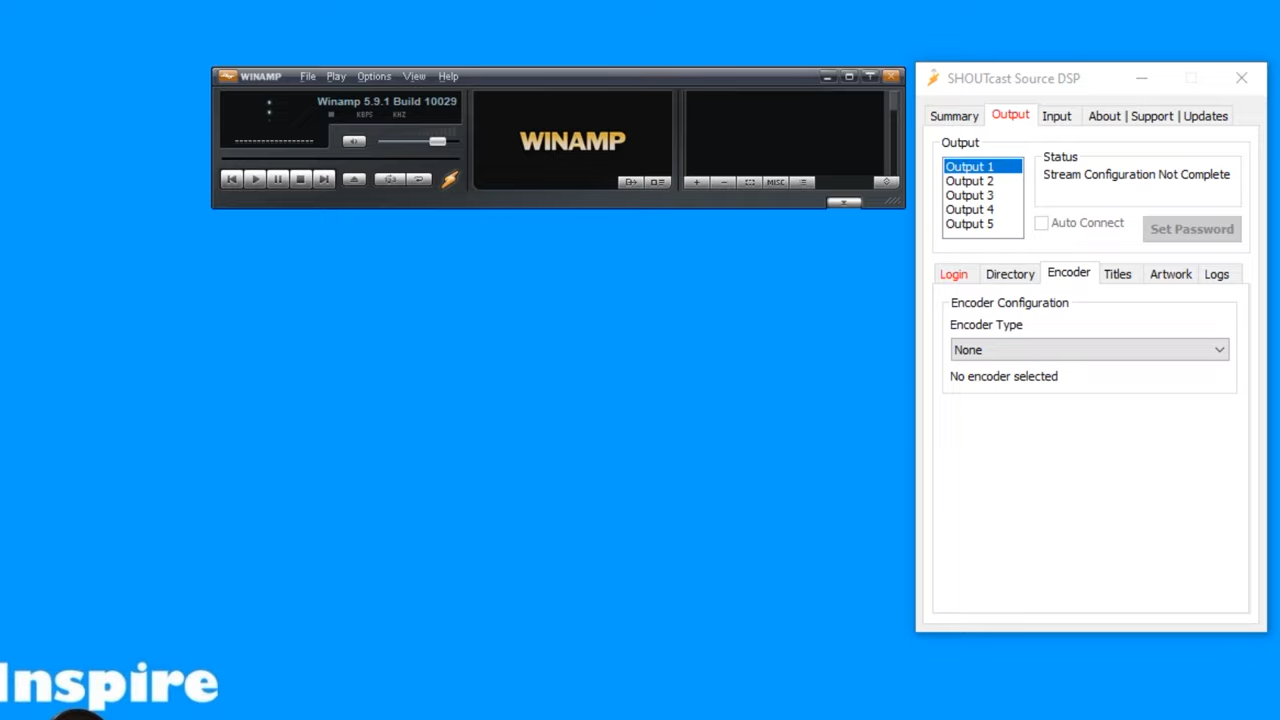 WINAMP File Play Options View Help
Winamp 5.9.1 Build 10029
KBPS KHZ
WINAMP
MISC
SHOUTcast Source DSP
Summary Output Input About | Support | Updates
Output
Output 1
Output 2
Output 3
Output 4
Output 5
Status
Stream Configuration Not Complete
Auto Connect Set Password
Login Directory Encoder Titles Artwork Logs
Encoder Configuration
Encoder Type
None
No encoder selected
Inspire